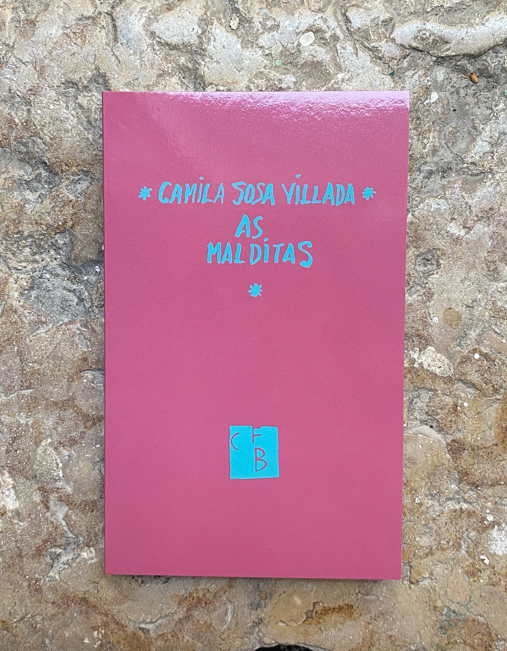 * CAMILA SOSA VILLADA *
AS
MALDITAS
*
C F
B